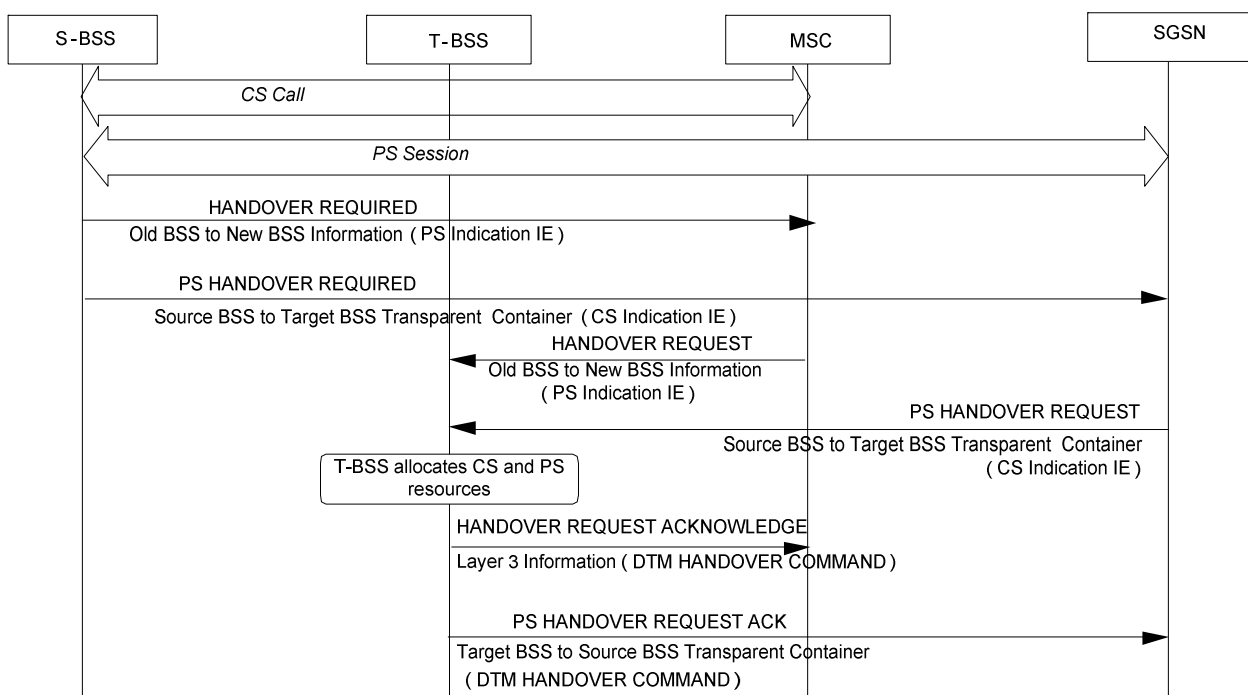 S-BSS
T-BSS
MSC
SGSN
CS Call
PS Session
HANDOVER REQUIRED
Old BSS to New BSS Information ( PS Indication IE )
PS HANDOVER REQUIRED
Source BSS to Target BSS Transparent Container ( CS Indication IE )
HANDOVER REQUEST
Old BSS to New BSS Information
( PS Indication IE )
PS HANDOVER REQUEST
Source BSS to Target BSS Transparent Container
( CS Indication IE )
T-BSS allocates CS and PS
resources
HANDOVER REQUEST ACKNOWLEDGE
Layer 3 Information ( DTM HANDOVER COMMAND )
PS HANDOVER REQUEST ACK
Target BSS to Source BSS Transparent Container
( DTM HANDOVER COMMAND )